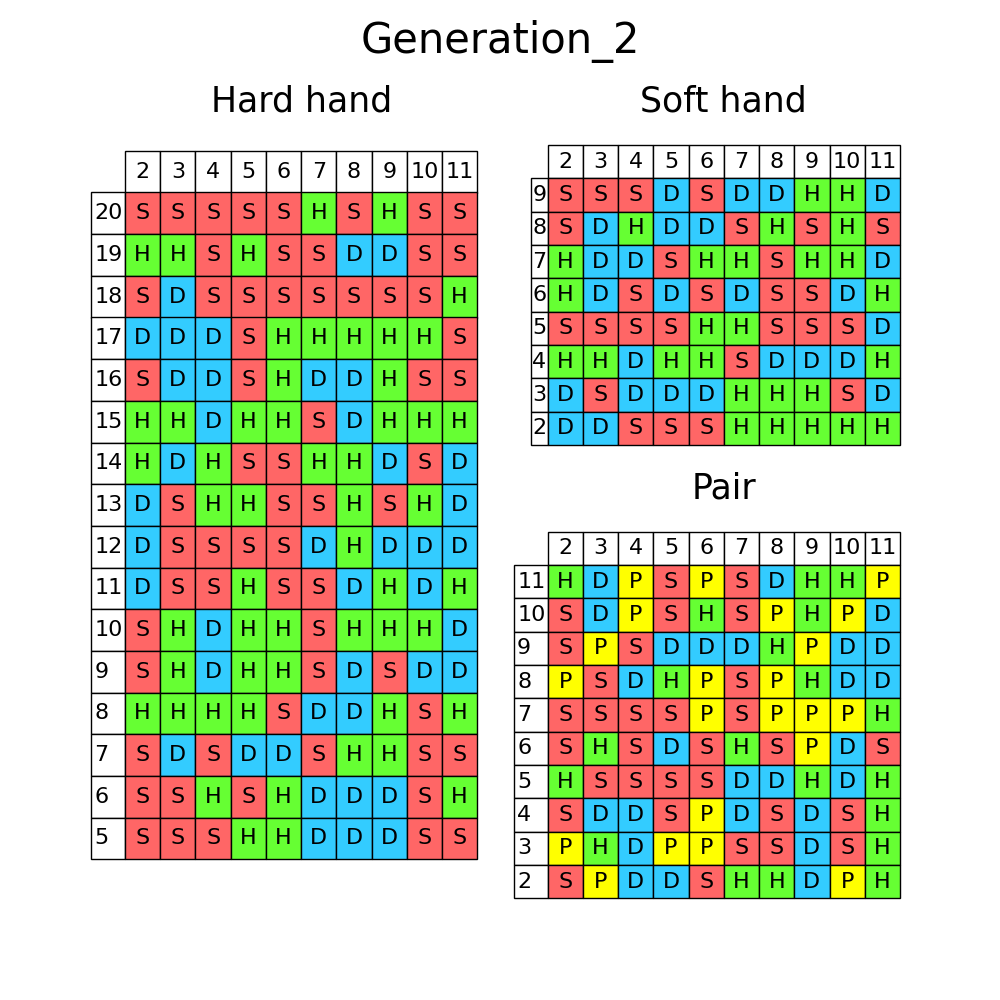 Generation_2
Hard hand
2 3 4 5 6 7 8 9 10 11
20 S S S S S H S H S S
19 H H S H S S D D S S
18 S D S S S S S S S H
17 D D D S H H H H H S
16 S D D S H D D H S S
15 H H D H H S D H H H
14 H D H S S H H D S D
13 D S H H S S H S H D
12 D S S S S D H D D D
11 D S S H S S D H D H
10 S H D H H S H H H D
9 S H D H H S D S D D
8 H H H H S D D H S H
7 S D S D D S H H S S
6 S S H S H D D D S H
5 S S S H H D D D S S
Soft hand
2 3 4 5 6 7 8 9 10 11
9 S S S D S D D H H D
8 S D H D D S H S H S
7 H D D S H H S H H D
6 H D S D S D S S D H
5 S S S S H H S S S D
4 H H D H H S D D D H
3 D S D D D H H H S D
2 D D S S S H H H H H
Pair
2 3 4 5 6 7 8 9 10 11
11 H D P S P S D H H P
10 S D P S H S P H P D
9 S P S D D D H P D D
8 P S D H P S P H D D
7 S S S S P S P P P H
6 S H S D S H S P D S
5 H S S S S D D H D H
4 S D D S P D S D S H
3 P H D P P S S D S H
2 S P D D S H H D P H